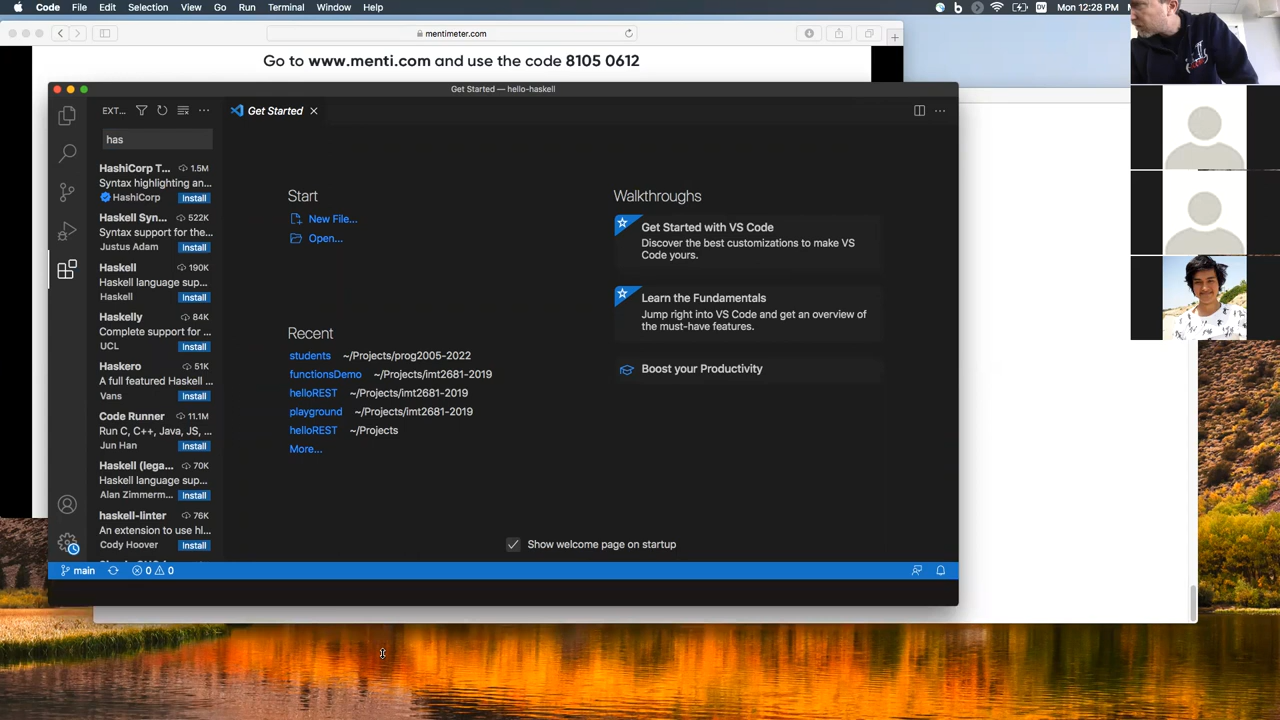 Code File Edit Selection View Go Run Terminal Window Help
DV Mon 12:28 PM
mentimeter.com
Go to www.menti.com and use the code 8105 0612
Get Started — hello-haskell
EXT...
Get Started
has
HashiCorp T... 1.5M
Syntax highlighting an...
HashiCorp Install
Haskell Syn... 522K
Syntax support for the...
Justus Adam Install
Haskell 190K
Haskell language sup...
Haskell Install
Haskelly 84K
Complete support for ...
UCL Install
Haskero 51K
A full featured Haskell ...
Vans Install
Code Runner 11.1M
Run C, C++, Java, JS, ...
Jun Han Install
Haskell (lega... 70K
Haskell language sup...
Alan Zimmerm... Install
haskell-linter 76K
An extension to use hl...
Cody Hoover Install
Start
New File...
Open...
Recent
students ~/Projects/prog2005-2022
functionsDemo ~/Projects/imt2681-2019
helloREST ~/Projects/imt2681-2019
playground ~/Projects/imt2681-2019
helloREST ~/Projects
More...
Walkthroughs
Get Started with VS Code
Discover the best customizations to make VS
Code yours.
Learn the Fundamentals
Jump right into VS Code and get an overview of
the must-have features.
Boost your Productivity
Show welcome page on startup
main 0 0